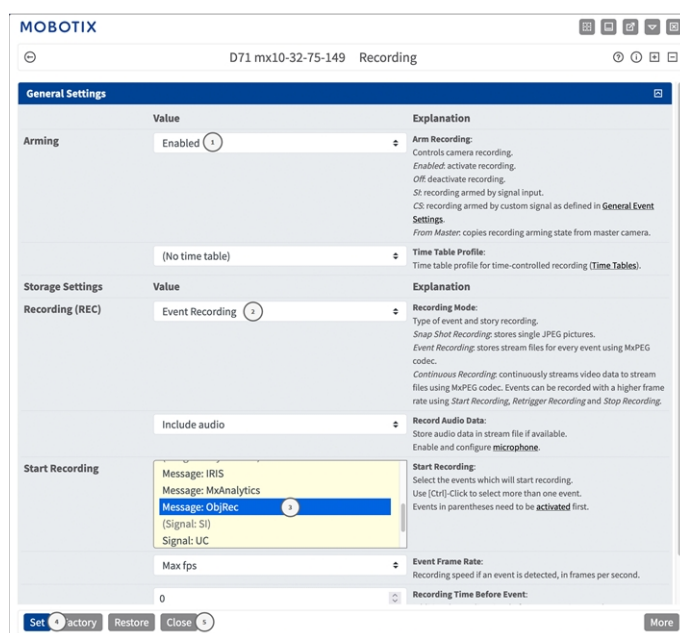 MOBOTIX
D71 mx10-32-75-149 Recording
General Settings
Value Explanation
Arming Enabled 1 Arm Recording:
Controls camera recording.
Enabled: activate recording.
Off: deactivate recording.
SI: recording armed by signal input.
CS: recording armed by custom signal as defined in General Event
Settings.
From Master: copies recording arming state from master camera.
(No time table) Time Table Profile:
Time table profile for time-controlled recording (Time Tables).
Storage Settings Value Explanation
Recording (REC) Event Recording 2 Recording Mode:
Type of event and story recording.
Snap Shot Recording: stores single JPEG pictures.
Event Recording: stores stream files for every event using MxPEG
codec.
Continuous Recording: continuously streams video data to stream
files using MxPEG codec. Events can be recorded with a higher frame
rate using Start Recording, Retrigger Recording and Stop Recording.
Include audio Record Audio Data:
Store audio data in stream file if available.
Enable and configure microphone.
Start Recording Start Recording:
Message: IRIS Select the events which will start recording.
Message: MxAnalytics Use [Ctrl]-Click to select more than one event.
Message: ObjRec 3 Events in parentheses need to be activated first.
(Signal: SI)
Signal: UC
Max fps Event Frame Rate:
Recording speed if an event is detected, in frames per second.
0 Recording Time Before Event:
Set 4 actory Restore Close 5 More